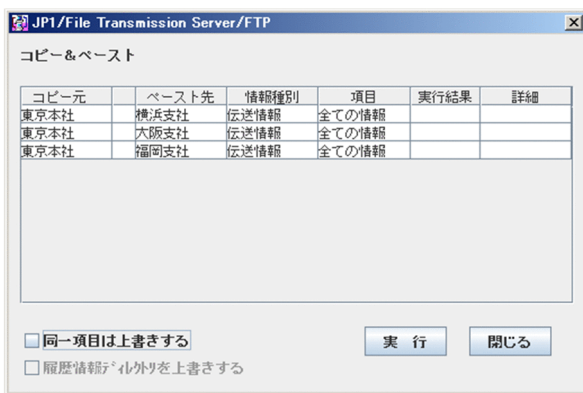 JP1/File Transmission Server/FTP
コピー&ペースト
コピー元 ペースト先 情報種別 項目 実行結果 詳細
東京本社 横浜支社 伝送情報 全ての情報
東京本社 大阪支社 伝送情報 全ての情報
東京本社 福岡支社 伝送情報 全ての情報
同一項目は上書きする
実 行 閉じる
履歴情報ディレクトリを上書きする